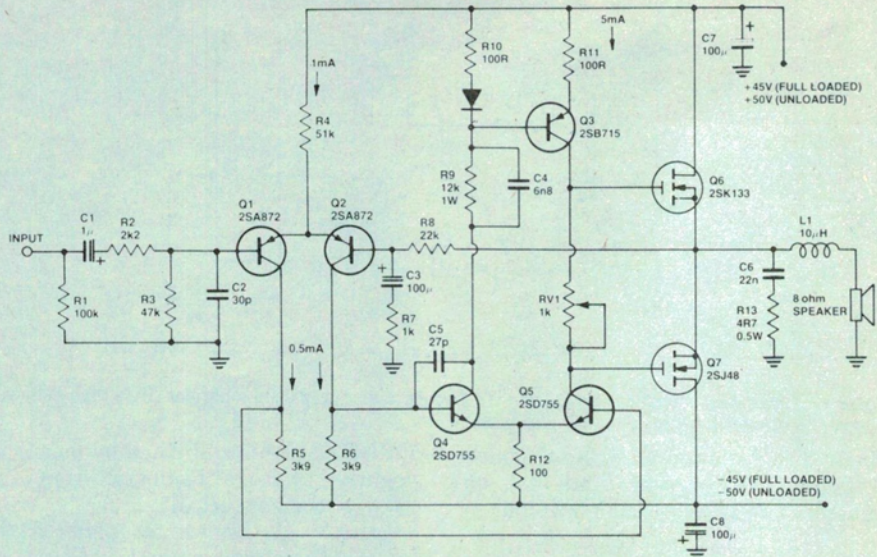 5mA
C7
100µ
+45V (FULL LOADED)
+50V (UNLOADED)
R10
100R
R11
100R
1mA
R4
51k
Q3
2SB715
R9
12k
1W
C4
6n8
Q6
2SK133
Q1
2SA872
Q2
2SA872
C1
1µ
R2
2k2
R8
22k
L1
10µH
INPUT
C3
100µ
C6
22n
R1
100k
R3
47k
C2
30p
R7
1k
RV1
1k
R13
4R7
0.5W
8 ohm
SPEAKER
0.5mA
C5
27p
Q7
2SJ48
Q5
2SD755
Q4
2SD755
R5
3k9
R6
3k9
R12
100
−45V (FULL LOADED)
−50V (UNLOADED)
C8
100µ